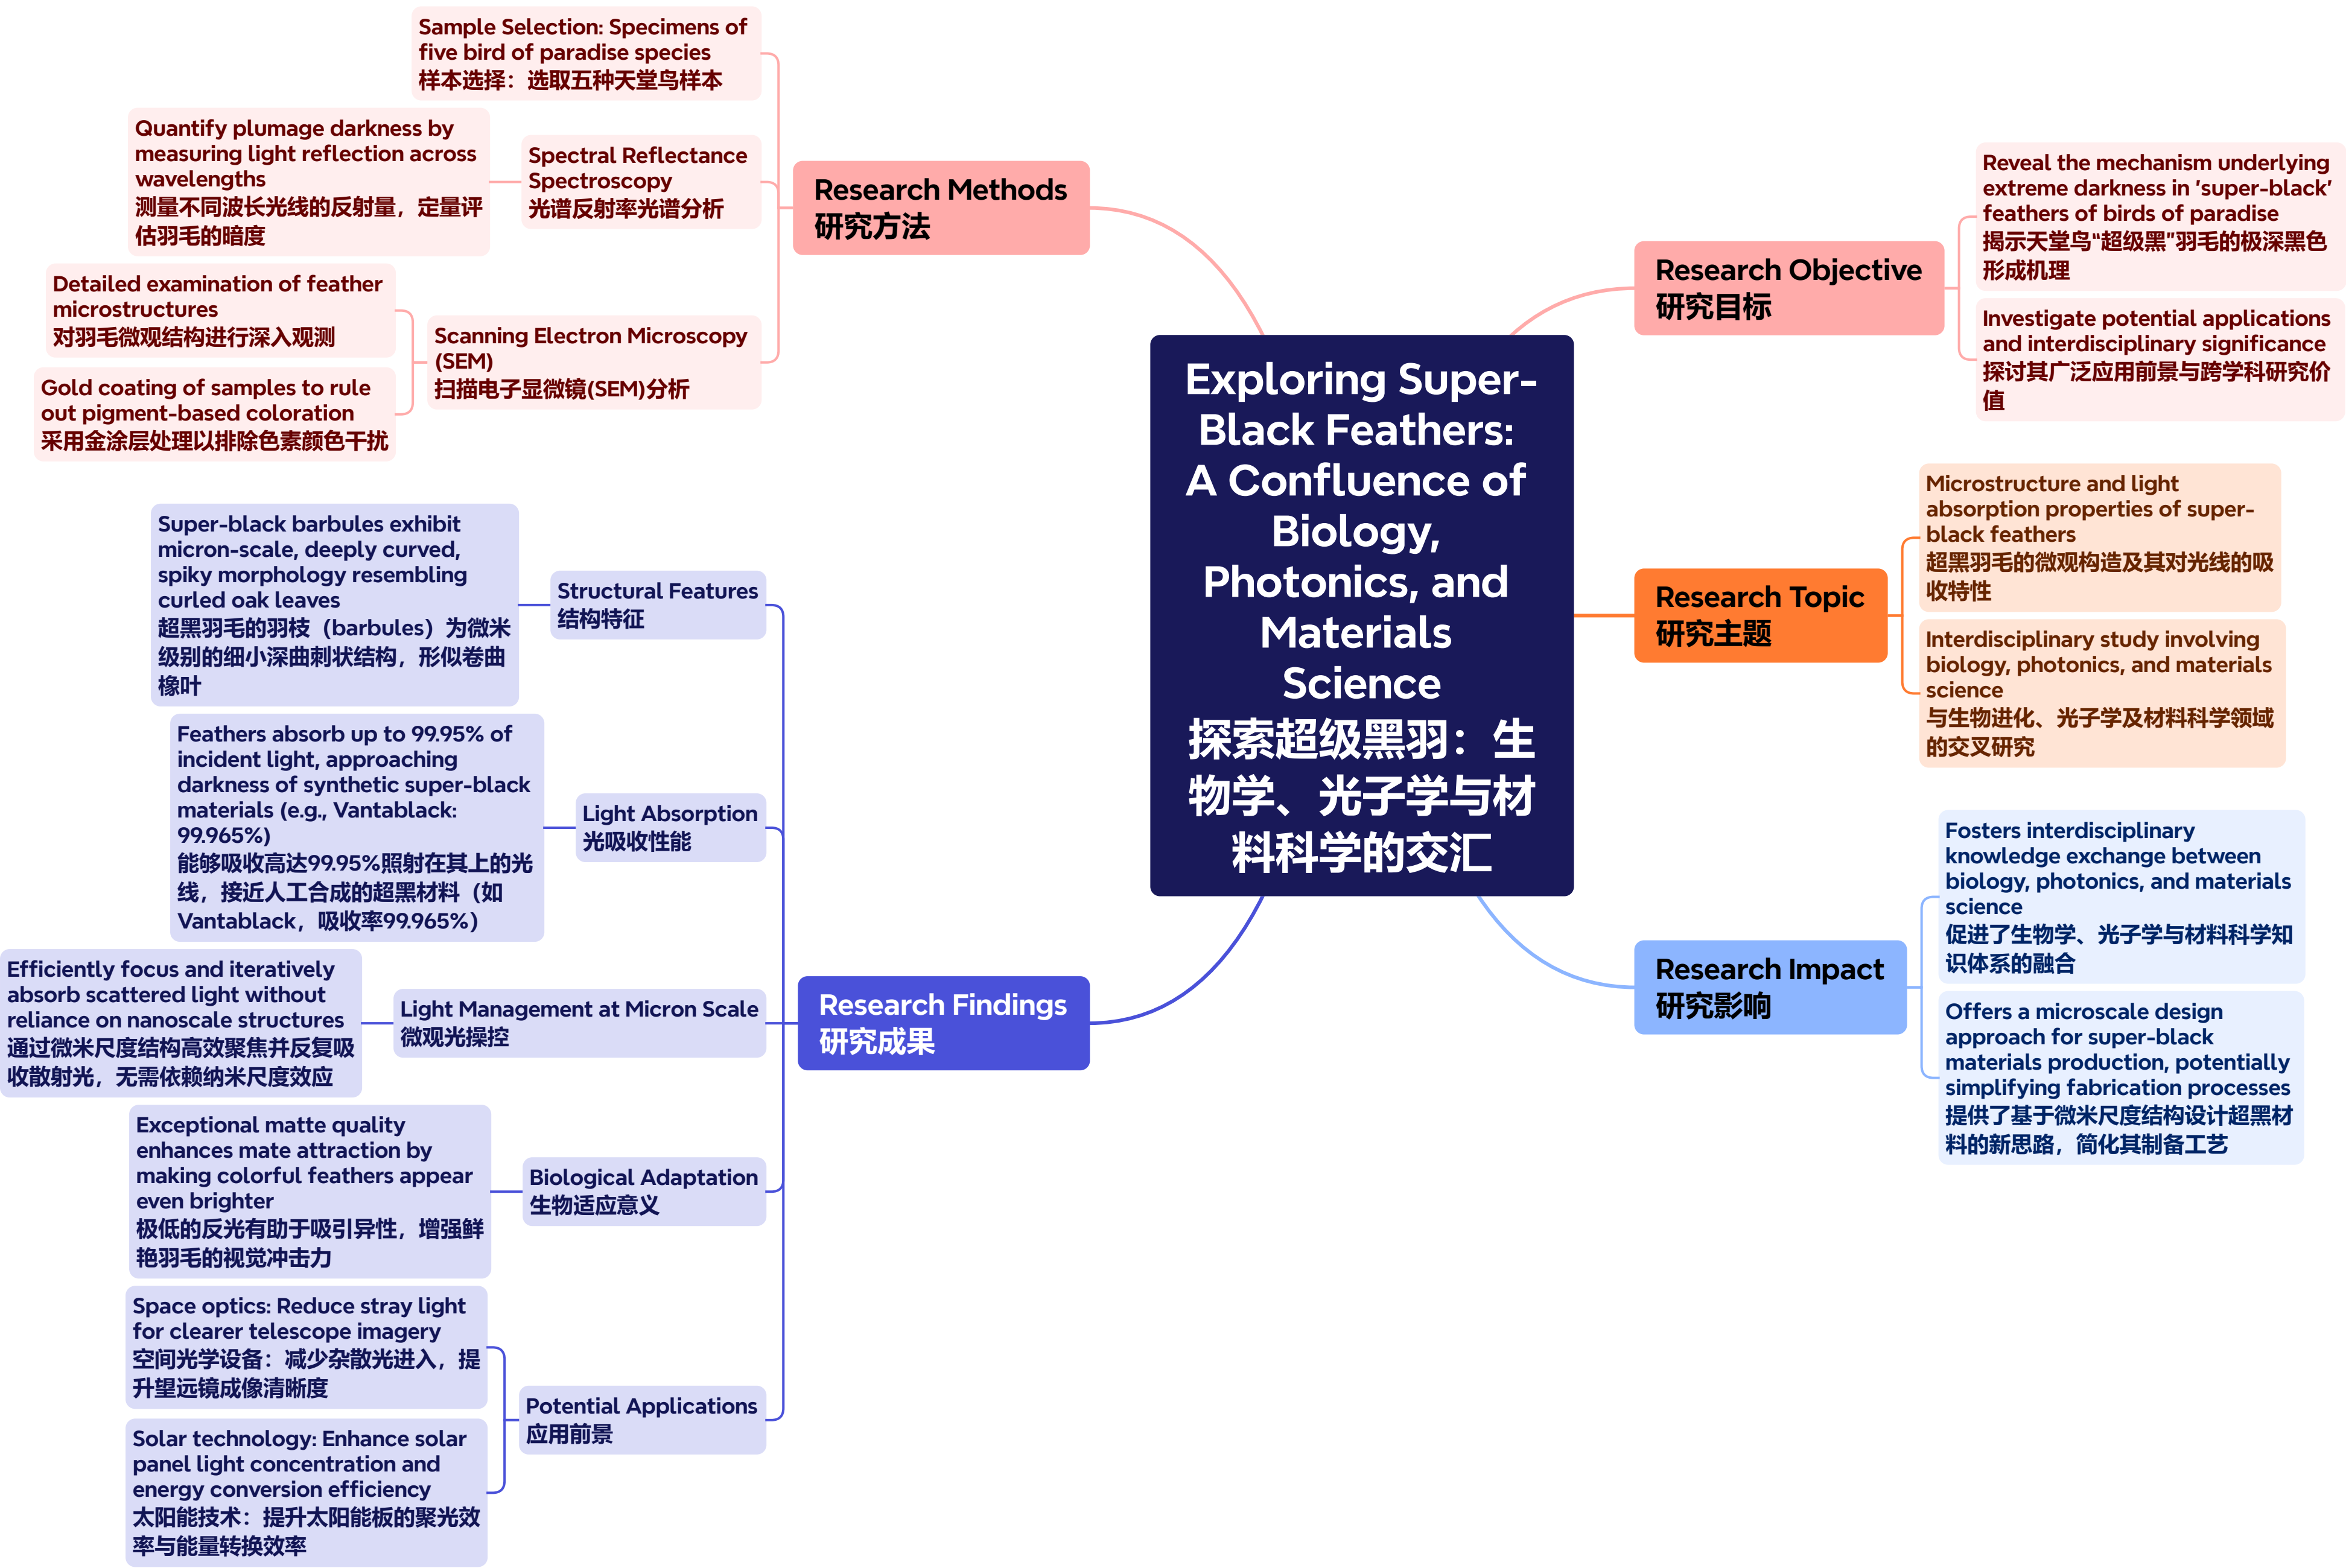 Exploring Super-
Black Feathers:
A Confluence of
Biology,
Photonics, and
Materials
Science
探索超级黑羽：生
物学、光子学与材
料科学的交汇
Research Objective
研究目标
Reveal the mechanism underlying
extreme darkness in 'super-black'
feathers of birds of paradise
揭示天堂鸟“超级黑”羽毛的极深黑色
形成机理
Investigate potential applications
and interdisciplinary significance
探讨其广泛应用前景与跨学科研究价
值
Research Topic
研究主题
Microstructure and light
absorption properties of super-
black feathers
超黑羽毛的微观构造及其对光线的吸
收特性
Interdisciplinary study involving
biology, photonics, and materials
science
与生物进化、光子学及材料科学领域
的交叉研究
Research Impact
研究影响
Fosters interdisciplinary
knowledge exchange between
biology, photonics, and materials
science
促进了生物学、光子学与材料科学知
识体系的融合
Offers a microscale design
approach for super-black
materials production, potentially
simplifying fabrication processes
提供了基于微米尺度结构设计超黑材
料的新思路，简化其制备工艺
Research Methods
研究方法
Sample Selection: Specimens of
five bird of paradise species
样本选择：选取五种天堂鸟样本
Spectral Reflectance
Spectroscopy
光谱反射率光谱分析
Quantify plumage darkness by
measuring light reflection across
wavelengths
测量不同波长光线的反射量，定量评
估羽毛的暗度
Scanning Electron Microscopy
(SEM)
扫描电子显微镜(SEM)分析
Detailed examination of feather
microstructures
对羽毛微观结构进行深入观测
Gold coating of samples to rule
out pigment-based coloration
采用金涂层处理以排除色素颜色干扰
Research Findings
研究成果
Structural Features
结构特征
Super-black barbules exhibit
micron-scale, deeply curved,
spiky morphology resembling
curled oak leaves
超黑羽毛的羽枝（barbules）为微米
级别的细小深曲刺状结构，形似卷曲
橡叶
Light Absorption
光吸收性能
Feathers absorb up to 99.95% of
incident light, approaching
darkness of synthetic super-black
materials (e.g., Vantablack:
99.965%)
能够吸收高达99.95%照射在其上的光
线，接近人工合成的超黑材料（如
Vantablack，吸收率99.965%）
Light Management at Micron Scale
微观光操控
Efficiently focus and iteratively
absorb scattered light without
reliance on nanoscale structures
通过微米尺度结构高效聚焦并反复吸
收散射光，无需依赖纳米尺度效应
Biological Adaptation
生物适应意义
Exceptional matte quality
enhances mate attraction by
making colorful feathers appear
even brighter
极低的反光有助于吸引异性，增强鲜
艳羽毛的视觉冲击力
Potential Applications
应用前景
Space optics: Reduce stray light
for clearer telescope imagery
空间光学设备：减少杂散光进入，提
升望远镜成像清晰度
Solar technology: Enhance solar
panel light concentration and
energy conversion efficiency
太阳能技术：提升太阳能板的聚光效
率与能量转换效率